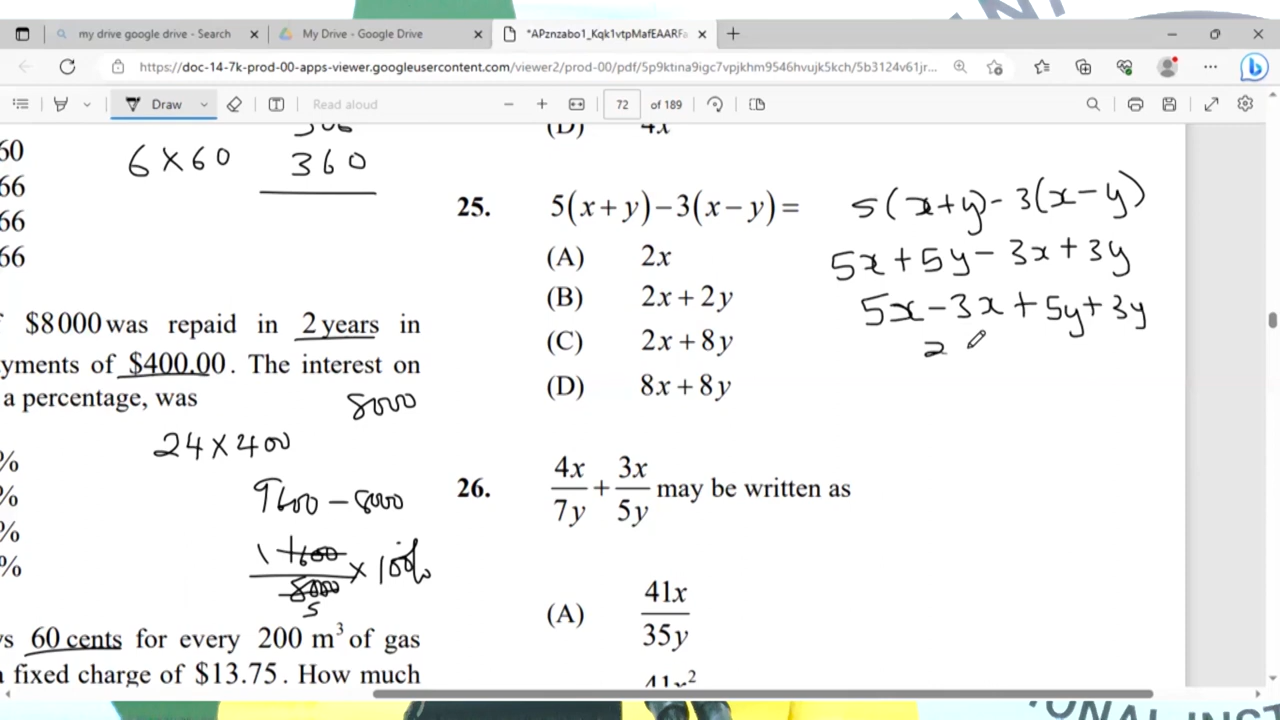 my drive google drive - Search
My Drive - Google Drive
*APznzabo1_Kqk1vtpMafEAARFa
https://doc-14-7k-prod-00-apps-viewer.googleusercontent.com/viewer2/prod-00/pdf/5p9ktina9igc7vpjkhm9546hvujk5kch/5b3124v61jr...
Draw
Read aloud
72 of 189
60
66
66
66
6 × 60
360
$8000 was repaid in 2 years in
yments of $400.00. The interest on
a percentage, was
8000
24 × 400
%
%
%
%
9600 - 8000
1 1600
8000
5
× 100%
ys 60 cents for every 200 m³ of gas
fixed charge of $13.75. How much
(D) 4x
25. 5(x + y) − 3(x − y) =
(A) 2x
(B) 2x + 2y
(C) 2x + 8y
(D) 8x + 8y
5(x+y) - 3(x-y)
5x + 5y - 3x + 3y
5x - 3x + 5y + 3y
2
26. 4x/7y + 3x/5y may be written as
(A) 41x/35y
41x²